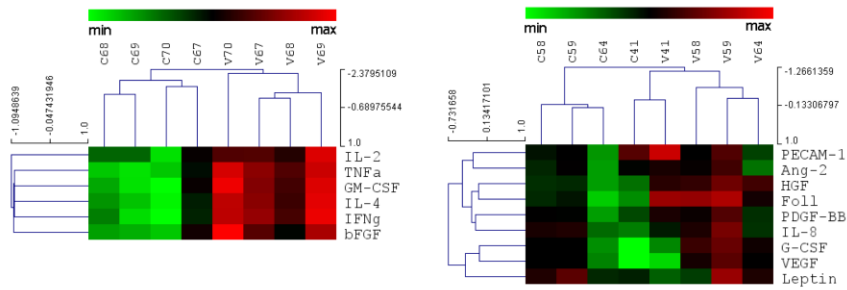 min max
c68 c69 c70 c67 v70 v67 v68 v69
-2.3795109
-0.68975544
1.0
-1.0948639 -0.047431946 1.0
IL-2
TNFa
GM-CSF
IL-4
IFNg
bFGF
min max
c58 c59 c64 c41 v41 v58 v59 v64
-1.2661359
-0.13306797
1.0
-0.731658 0.13417101 1.0
PECAM-1
Ang-2
HGF
Foll
PDGF-BB
IL-8
G-CSF
VEGF
Leptin